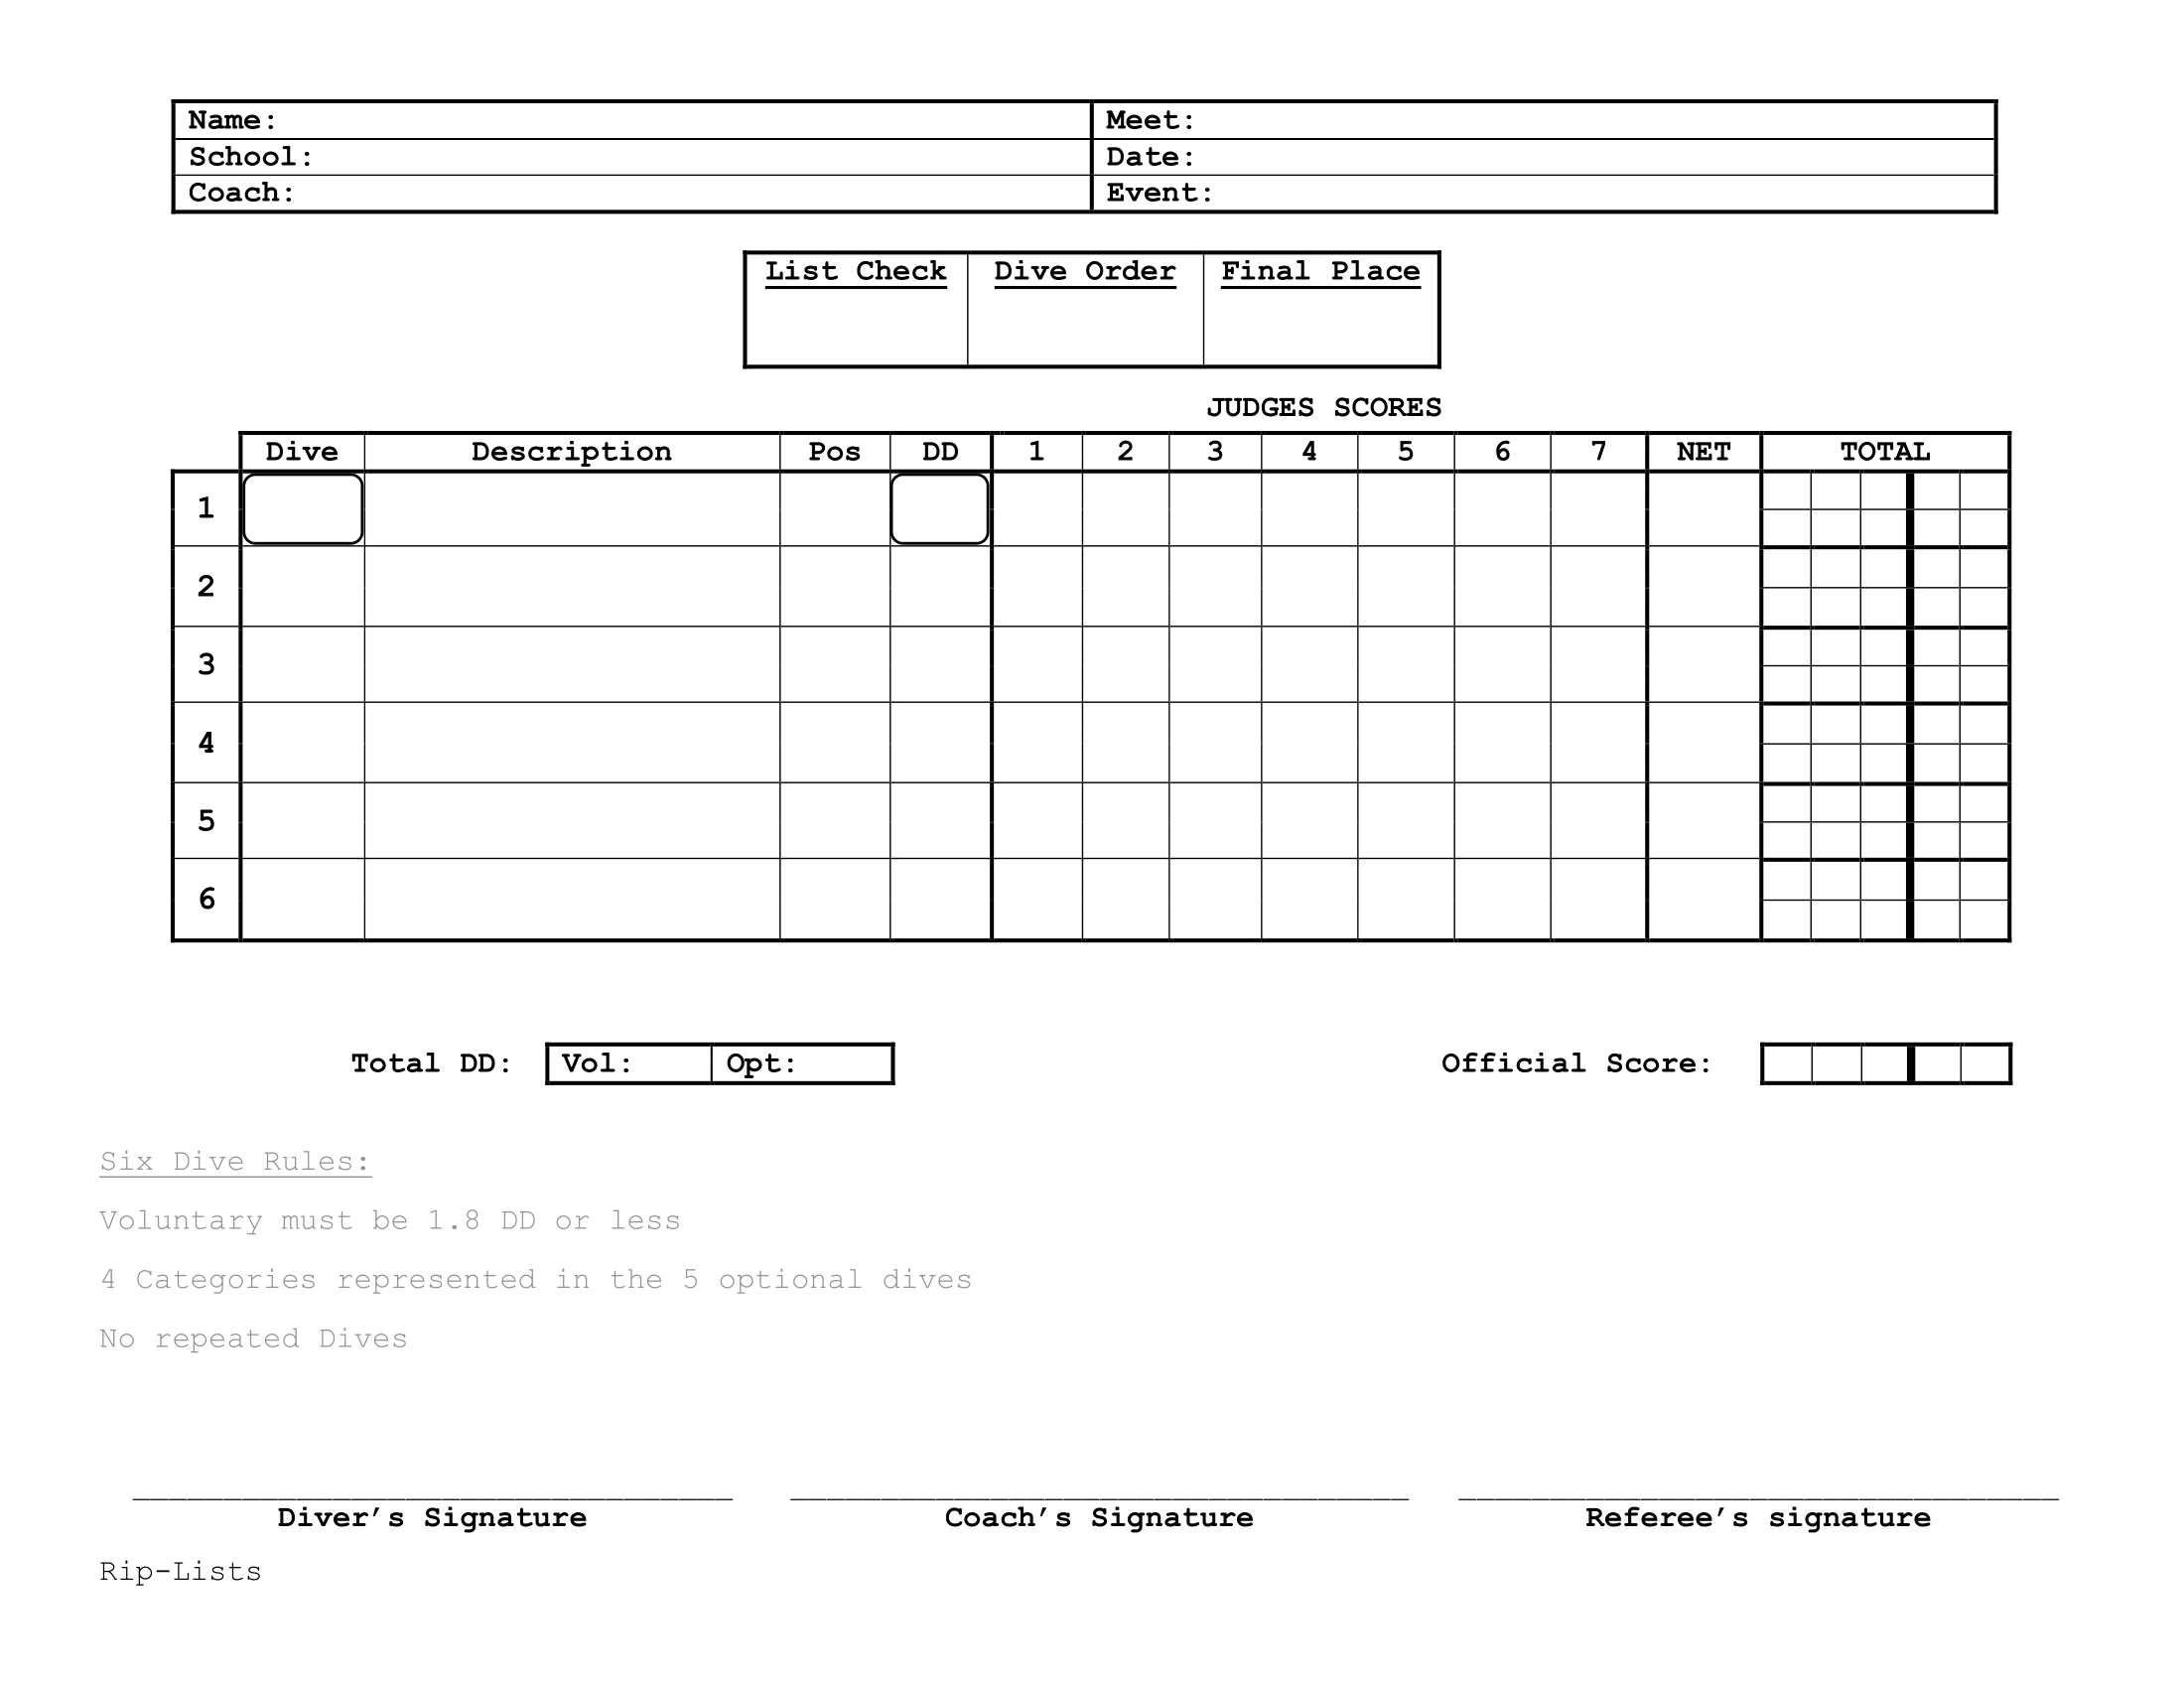 Name: Meet:
School: Date:
Coach: Event:
List Check Dive Order Final Place
JUDGES SCORES
Dive Description Pos DD 1 2 3 4 5 6 7 NET TOTAL
1
2
3
4
5
6
Total DD: Vol: Opt: Official Score:
Six Dive Rules:
Voluntary must be 1.8 DD or less
4 Categories represented in the 5 optional dives
No repeated Dives
Diver’s Signature Coach’s Signature Referee’s signature
Rip-Lists